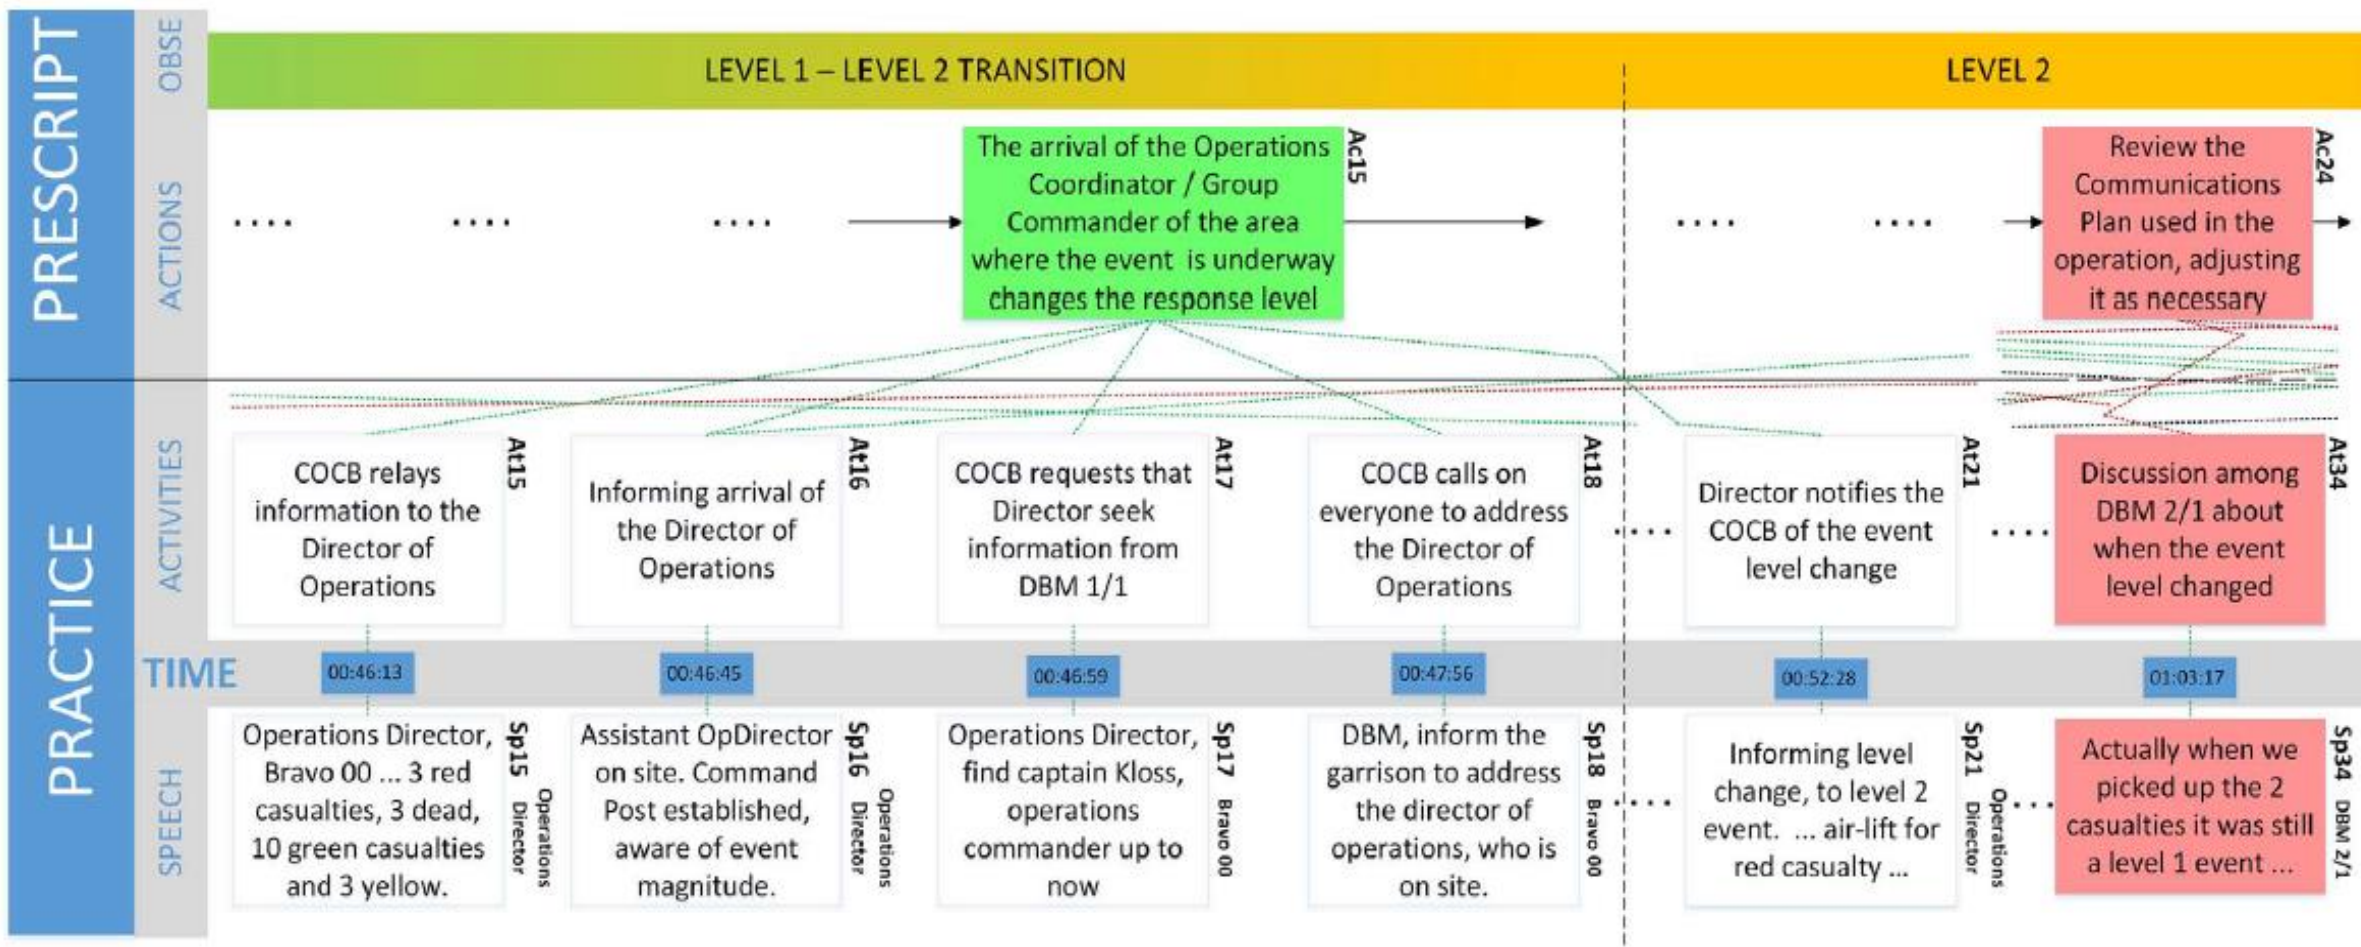 PRESCRIPT
OBSE
LEVEL 1 – LEVEL 2 TRANSITION
LEVEL 2
ACTIONS
....
....
....
The arrival of the Operations
Coordinator / Group
Commander of the area
where the event is underway
changes the response level
Ac15
....
....
Review the
Communications
Plan used in the
operation, adjusting
it as necessary
Ac24
PRACTICE
ACTIVITIES
COCB relays
information to the
Director of
Operations
At15
Informing arrival of
the Director of
Operations
At16
COCB requests that
Director seek
information from
DBM 1/1
At17
COCB calls on
everyone to address
the Director of
Operations
At18
....
Director notifies the
COCB of the event
level change
At21
....
Discussion among
DBM 2/1 about
when the event
level changed
At34
TIME
00:46:13
00:46:45
00:46:59
00:47:56
00:52:28
01:03:17
SPEECH
Operations Director,
Bravo 00 ... 3 red
casualties, 3 dead,
10 green casualties
and 3 yellow.
Sp15
Operations
Director
Assistant OpDirector
on site. Command
Post established,
aware of event
magnitude.
Sp16
Operations
Director
Operations Director,
find captain Kloss,
operations
commander up to
now
Sp17 Bravo 00
DBM, inform the
garrison to address
the director of
operations, who is
on site.
Sp18 Bravo 00
....
Informing level
change, to level 2
event. ... air-lift for
red casualty ...
Sp21
Operations
Director
....
Actually when we
picked up the 2
casualties it was still
a level 1 event ...
Sp34 DBM 2/1